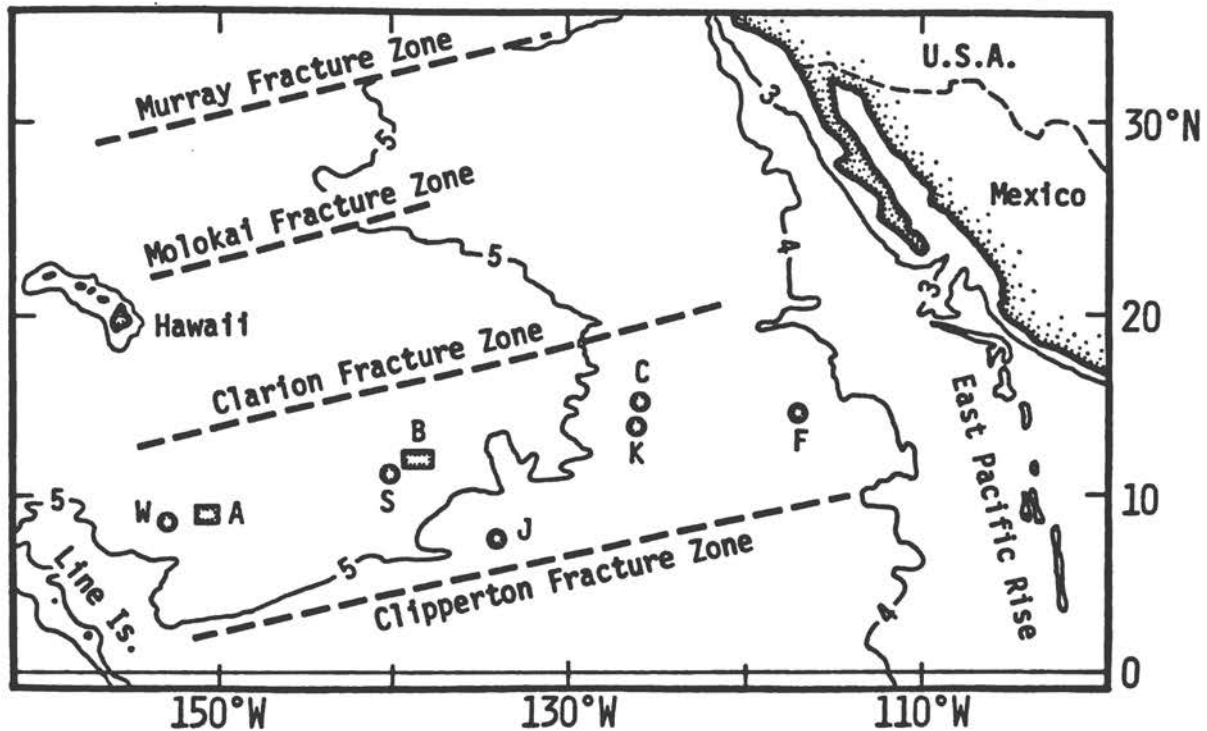 U.S.A.
Murray Fracture Zone
3
30°N
5
Mexico
Molokai Fracture Zone
4
5
3
Hawaii
20
Clarion Fracture Zone
C
B
K
F
East Pacific Rise
S
5
W
A
10
J
Line Is.
5
Clipperton Fracture Zone
4
0
150°W
130°W
110°W